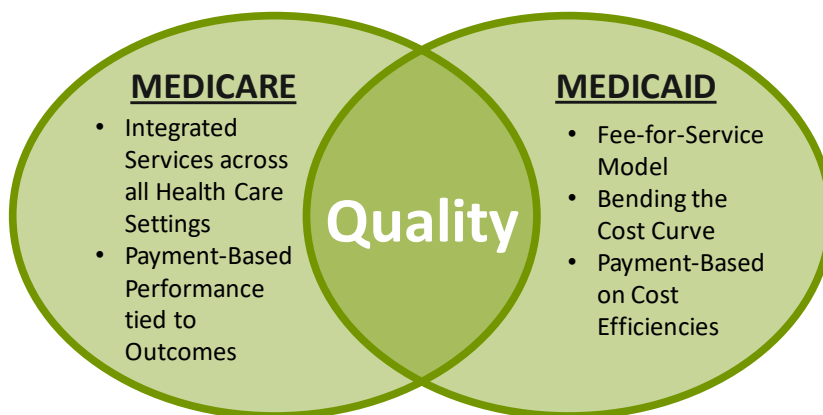 MEDICARE
• Integrated
Services across
all Health Care
Settings
• Payment-Based
Performance
tied to
Outcomes
Quality
MEDICAID
• Fee-for-Service
Model
• Bending the
Cost Curve
• Payment-Based
on Cost
Efficiencies